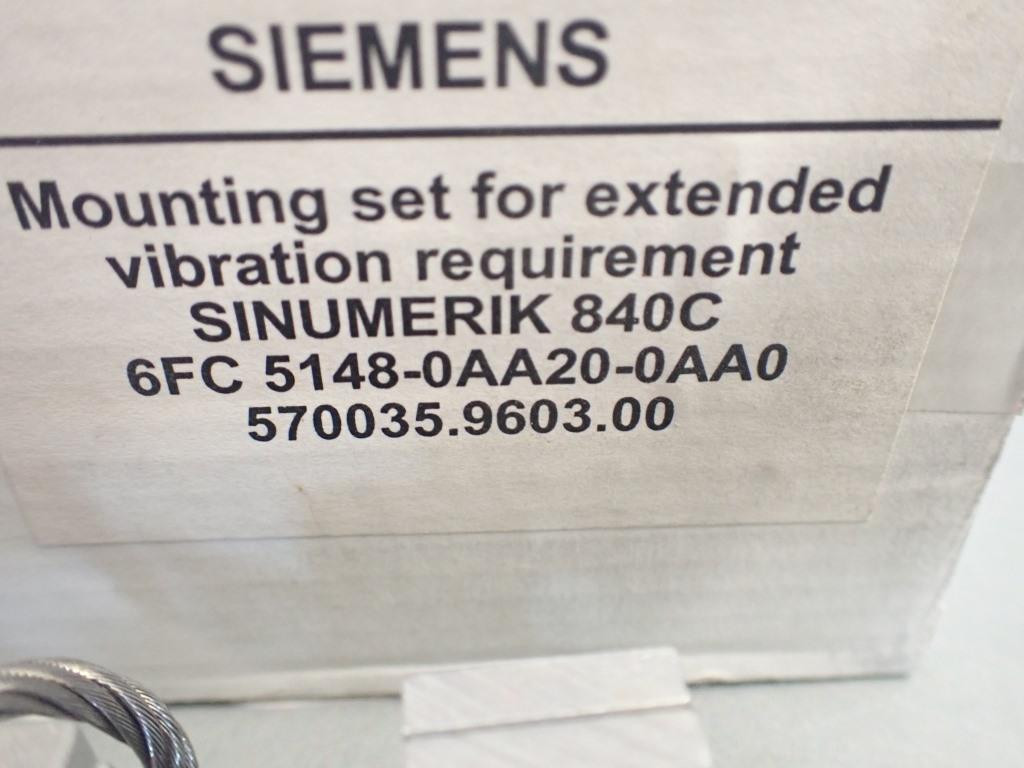 SIEMENS
Mounting set for extended
vibration requirement
SINUMERIK 840C
6FC 5148-0AA20-0AA0
570035.9603.00